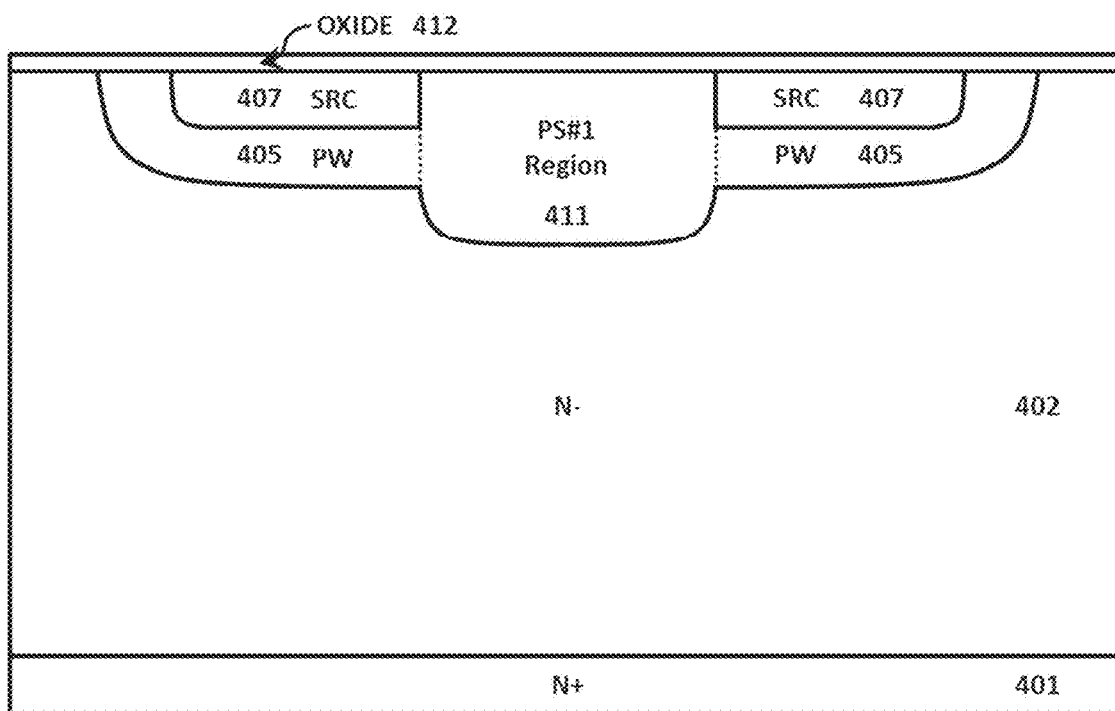 OXIDE 412
407 SRC
SRC 407
405 PW
PW 405
PS#1
Region
411
N-
402
N+
401